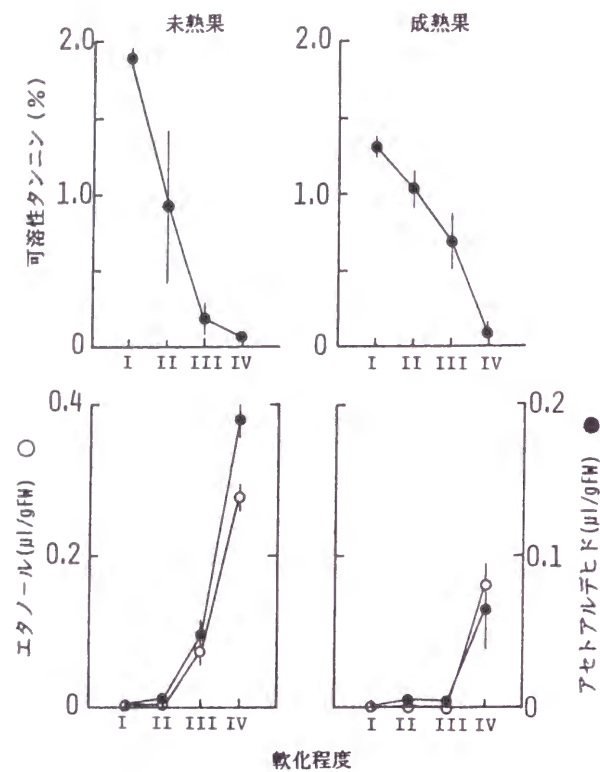 未熟果 成熟果
2.0 2.0
可溶性タンニン (%)
1.0 1.0
0 0
I II III IV I II III IV
0.4 0.2
エタノール(μl/gFW) ○
アセトアルデヒド(μl/gFW) ●
0.2 0.1
0 0
I II III IV I II III IV
軟化程度